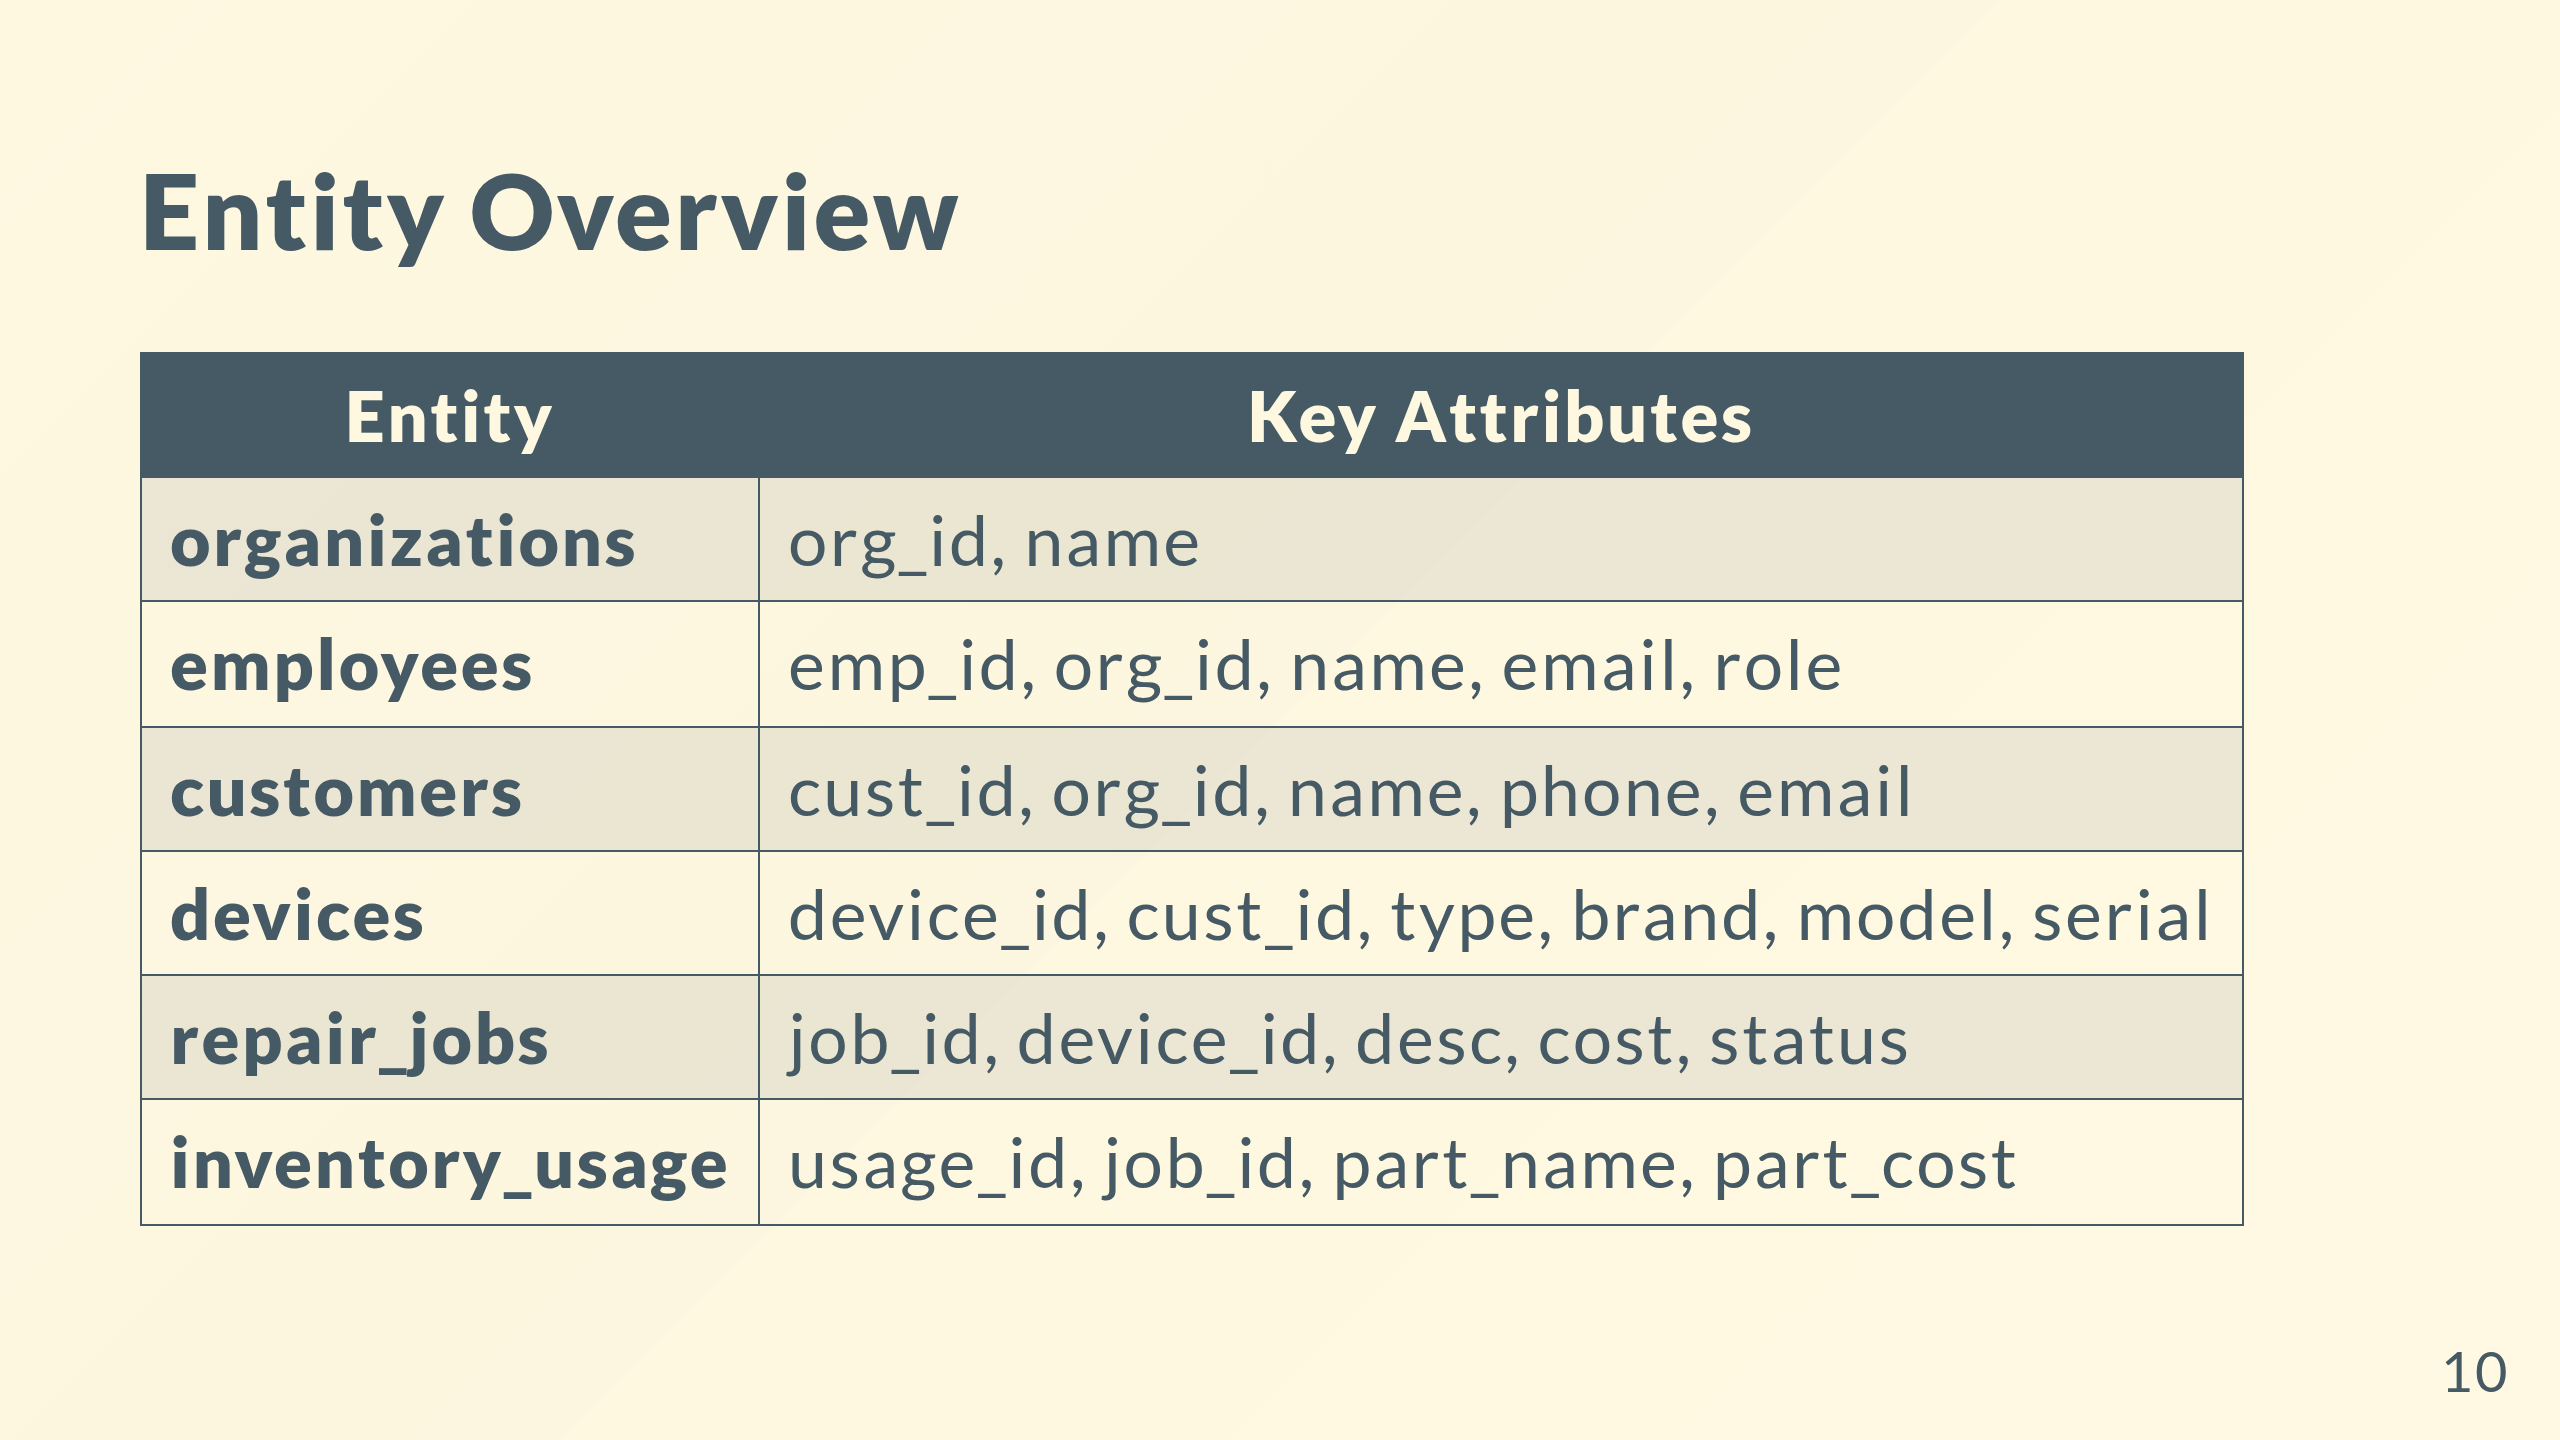 Entity Overview
Entity Key Attributes
organizations org_id, name
employees emp_id, org_id, name, email, role
customers cust_id, org_id, name, phone, email
devices device_id, cust_id, type, brand, model, serial
repair_jobs job_id, device_id, desc, cost, status
inventory_usage usage_id, job_id, part_name, part_cost
10